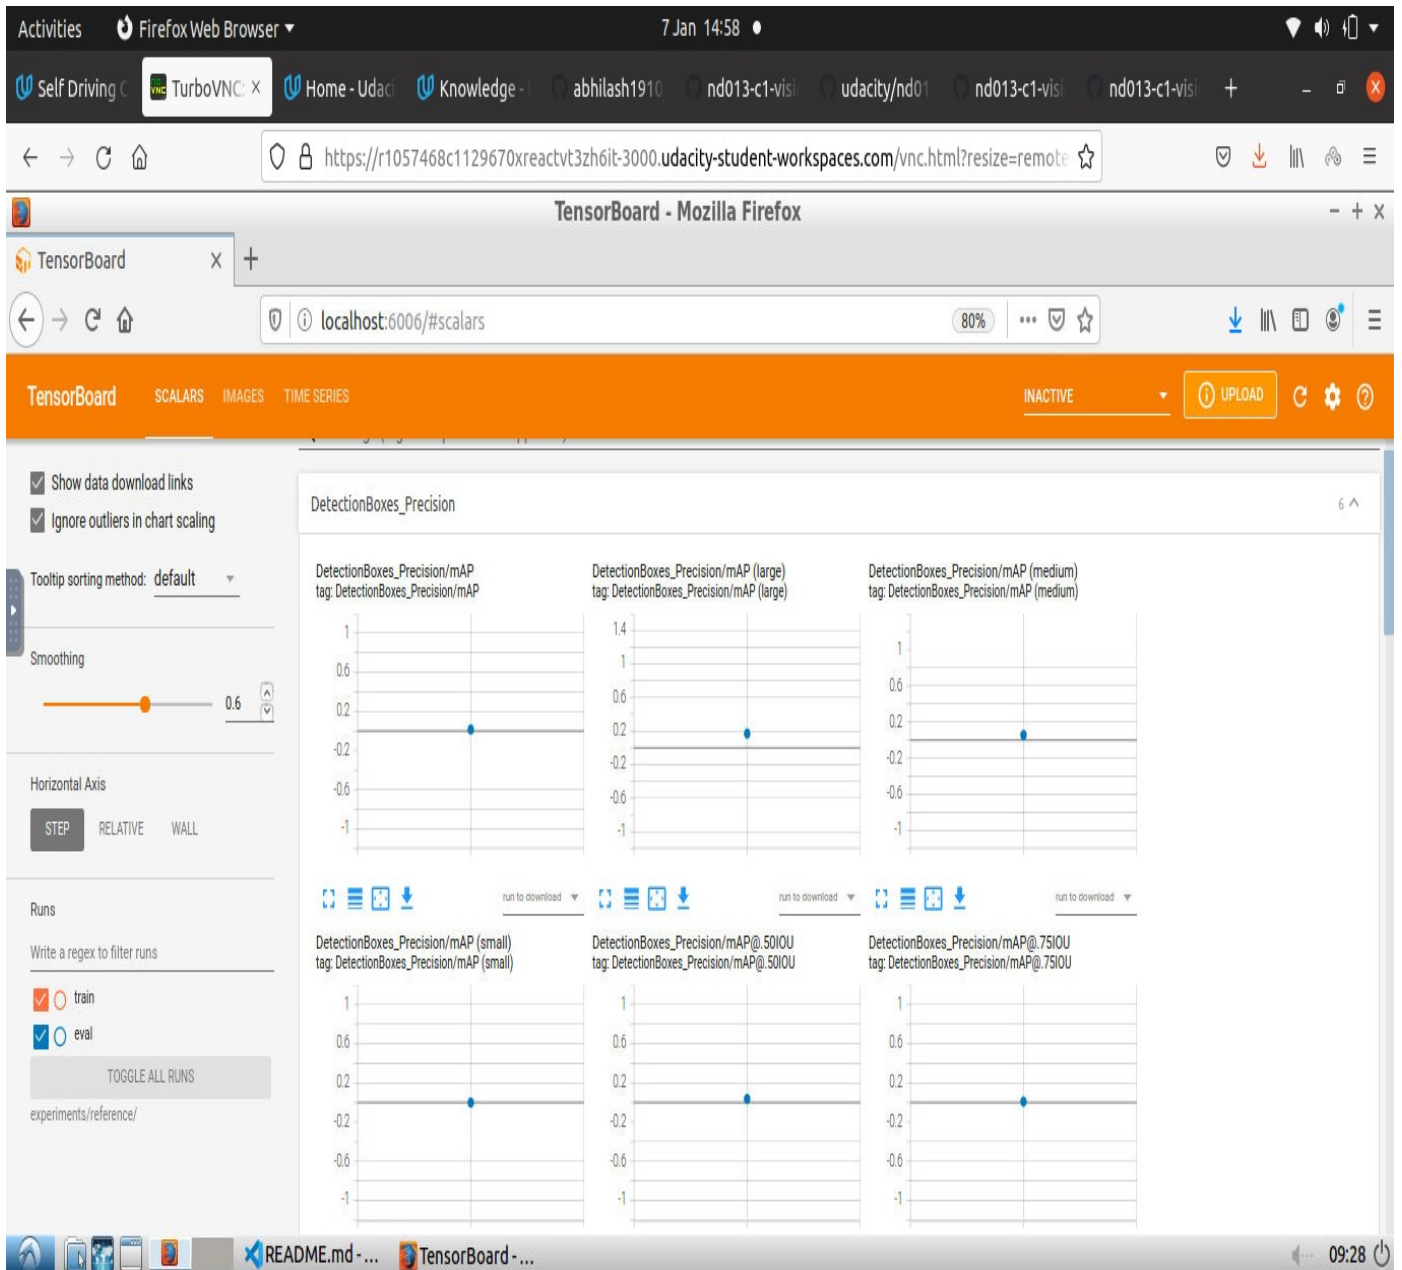 Activities Firefox Web Browser 7 Jan 14:58
Self Driving C TurboVNC: Home - Udaci Knowledge - abhilash1910 nd013-c1-visi udacity/nd01 nd013-c1-visi nd013-c1-visi
https://r1057468c1129670xreactvt3zh6it-3000.udacity-student-workspaces.com/vnc.html?resize=remote
TensorBoard - Mozilla Firefox
TensorBoard
localhost:6006/#scalars 80%
TensorBoard SCALARS IMAGES TIME SERIES INACTIVE UPLOAD
Show data download links
Ignore outliers in chart scaling
Tooltip sorting method: default
Smoothing
0.6
Horizontal Axis
STEP RELATIVE WALL
Runs
Write a regex to filter runs
train
eval
TOGGLE ALL RUNS
experiments/reference/
DetectionBoxes_Precision 6
DetectionBoxes_Precision/mAP
tag: DetectionBoxes_Precision/mAP
1
0.6
0.2
-0.2
-0.6
-1
run to download
DetectionBoxes_Precision/mAP (large)
tag: DetectionBoxes_Precision/mAP (large)
1.4
1
0.6
0.2
-0.2
-0.6
-1
run to download
DetectionBoxes_Precision/mAP (medium)
tag: DetectionBoxes_Precision/mAP (medium)
1
0.6
0.2
-0.2
-0.6
-1
run to download
DetectionBoxes_Precision/mAP (small)
tag: DetectionBoxes_Precision/mAP (small)
1
0.6
0.2
-0.2
-0.6
-1
DetectionBoxes_Precision/mAP@.50IOU
tag: DetectionBoxes_Precision/mAP@.50IOU
1
0.6
0.2
-0.2
-0.6
-1
DetectionBoxes_Precision/mAP@.75IOU
tag: DetectionBoxes_Precision/mAP@.75IOU
1
0.6
0.2
-0.2
-0.6
-1
README.md - ... TensorBoard - ... 09:28